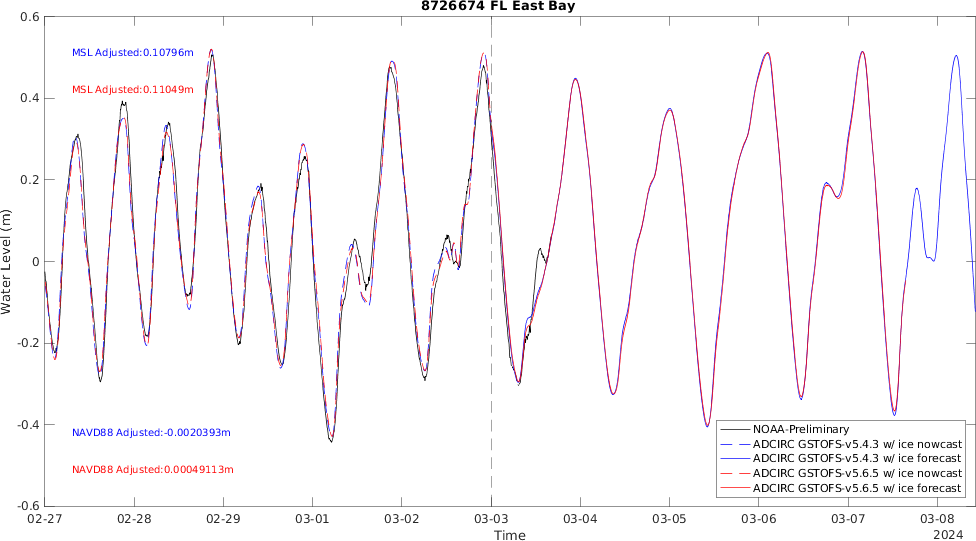 8726674 FL East Bay
0.6
0.4
0.2
0
-0.2
-0.4
-0.6
Water Level (m)
MSL Adjusted:0.10796m
MSL Adjusted:0.11049m
NAVD88 Adjusted:-0.0020393m
NAVD88 Adjusted:0.00049113m
NOAA-Preliminary
ADCIRC GSTOFS-v5.4.3 w/ ice nowcast
ADCIRC GSTOFS-v5.4.3 w/ ice forecast
ADCIRC GSTOFS-v5.6.5 w/ ice nowcast
ADCIRC GSTOFS-v5.6.5 w/ ice forecast
02-27 02-28 02-29 03-01 03-02 03-03 03-04 03-05 03-06 03-07 03-08
2024
Time